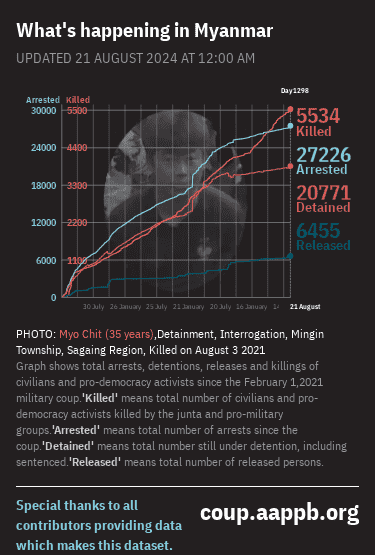 What's happening in Myanmar
UPDATED 21 AUGUST 2024 AT 12:00 AM
Day1298
Arrested Killed
30000 5500
24000 4400
18000 3300
12000 2200
6000 1100
0
5534
Killed
27226
Arrested
20771
Detained
6455
Released
30 July 26 January 25 July 21 January 20 July 16 January 14 21 August
PHOTO: Myo Chit (35 years),Detainment, Interrogation, Mingin
Township, Sagaing Region, Killed on August 3 2021
Graph shows total arrests, detentions, releases and killings of
civilians and pro-democracy activists since the February 1,2021
military coup.'Killed' means total number of civilians and pro-
democracy activists killed by the junta and pro-military
groups.'Arrested' means total number of arrests since the
coup.'Detained' means total number still under detention, including
sentenced.'Released' means total number of released persons.
Special thanks to all
contributors providing data
which makes this dataset.
coup.aappb.org